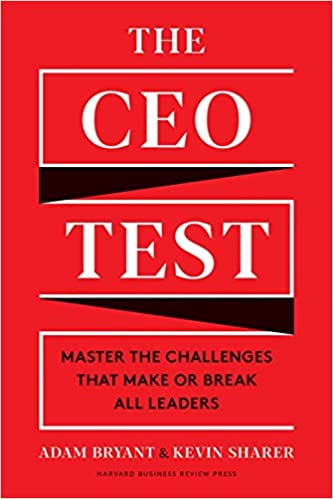 THE
CEO
TEST
MASTER THE CHALLENGES
THAT MAKE OR BREAK
ALL LEADERS
ADAM BRYANT & KEVIN SHARER
HARVARD BUSINESS REVIEW PRESS